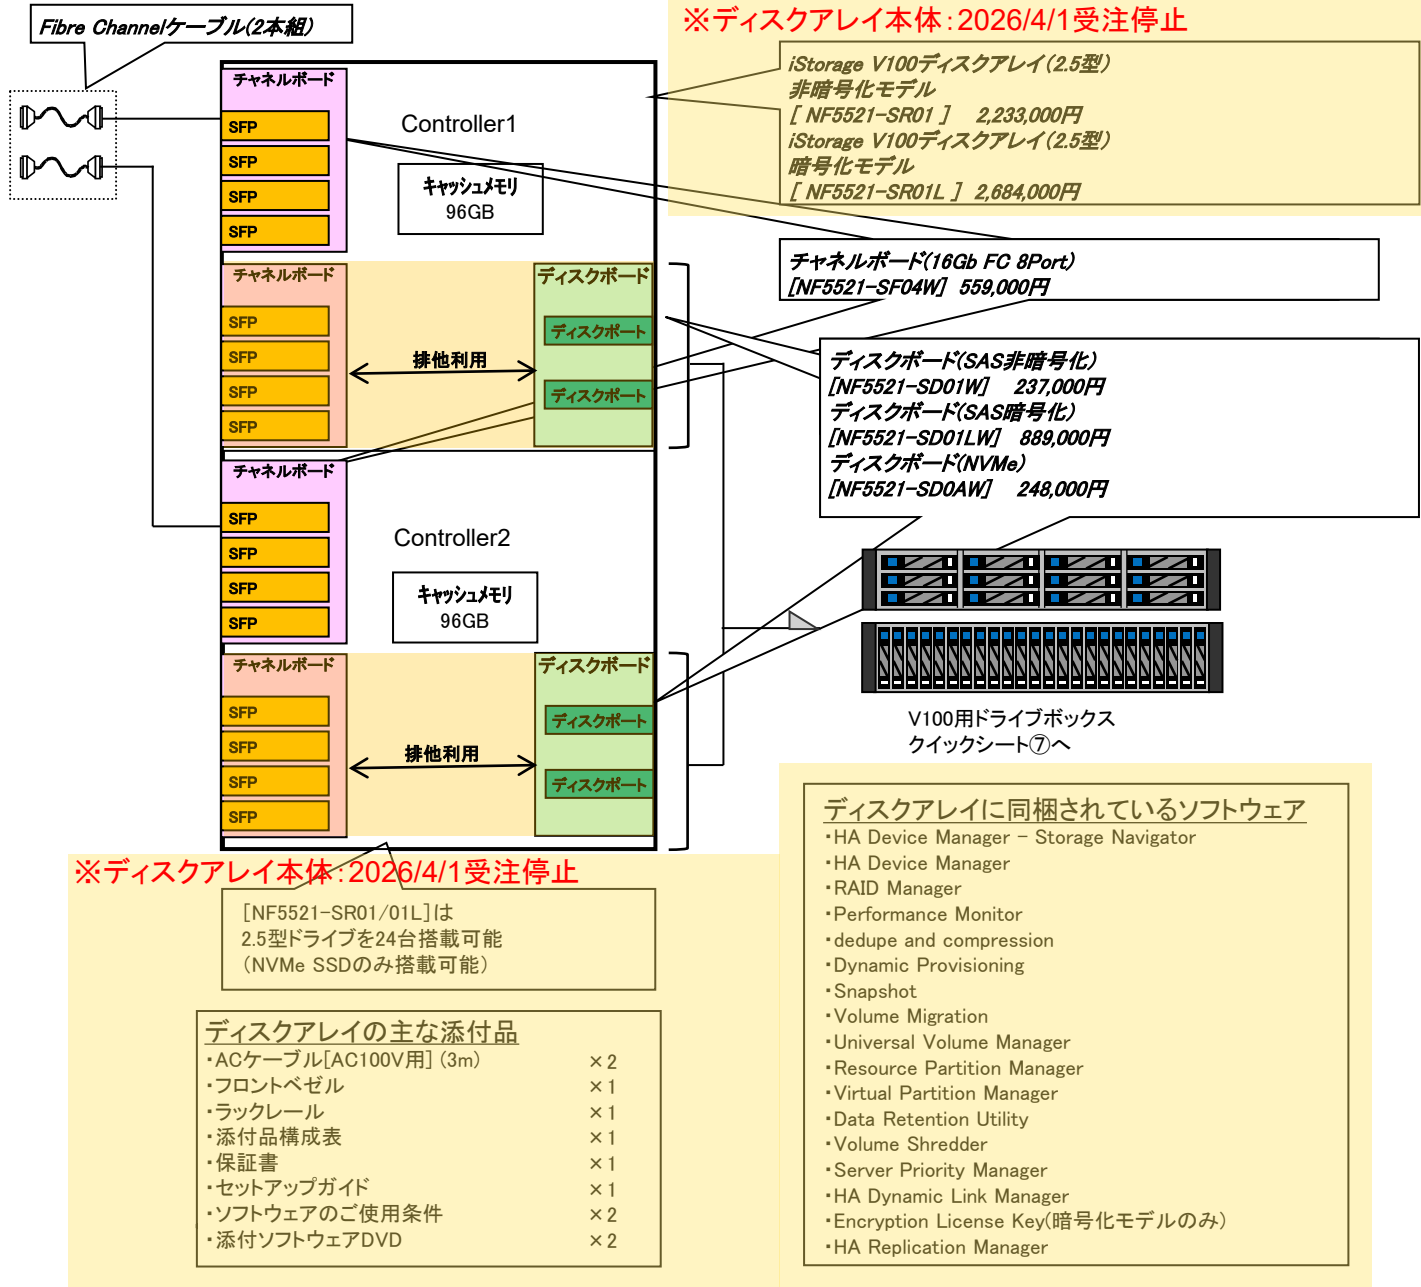 Fibre Channelケーブル(2本組)
※ディスクアレイ本体：2026/4/1受注停止
iStorage V100ディスクアレイ(2.5型)
非暗号化モデル
[ NF5521-SR01 ] 2,233,000円
iStorage V100ディスクアレイ(2.5型)
暗号化モデル
[ NF5521-SR01L ] 2,684,000円
チャネルボード
SFP
SFP
SFP
SFP
Controller1
キャッシュメモリ
96GB
チャネルボード(16Gb FC 8Port)
[NF5521-SF04W] 559,000円
チャネルボード
SFP
SFP
SFP
SFP
排他利用
ディスクボード
ディスクポート
ディスクポート
ディスクボード(SAS非暗号化)
[NF5521-SD01W] 237,000円
ディスクボード(SAS暗号化)
[NF5521-SD01LW] 889,000円
ディスクボード(NVMe)
[NF5521-SD0AW] 248,000円
チャネルボード
SFP
SFP
SFP
SFP
Controller2
キャッシュメモリ
96GB
チャネルボード
SFP
SFP
SFP
SFP
排他利用
ディスクボード
ディスクポート
ディスクポート
V100用ドライブボックス
クイックシート⑦へ
※ディスクアレイ本体：2026/4/1受注停止
[NF5521-SR01/01L]は
2.5型ドライブを24台搭載可能
(NVMe SSDのみ搭載可能)
ディスクアレイの主な添付品
・ACケーブル[AC100V用] (3m) ×2
・フロントベゼル ×1
・ラックレール ×1
・添付品構成表 ×1
・保証書 ×1
・セットアップガイド ×1
・ソフトウェアのご使用条件 ×2
・添付ソフトウェアDVD ×2
ディスクアレイに同梱されているソフトウェア
・HA Device Manager - Storage Navigator
・HA Device Manager
・RAID Manager
・Performance Monitor
・dedupe and compression
・Dynamic Provisioning
・Snapshot
・Volume Migration
・Universal Volume Manager
・Resource Partition Manager
・Virtual Partition Manager
・Data Retention Utility
・Volume Shredder
・Server Priority Manager
・HA Dynamic Link Manager
・Encryption License Key(暗号化モデルのみ)
・HA Replication Manager